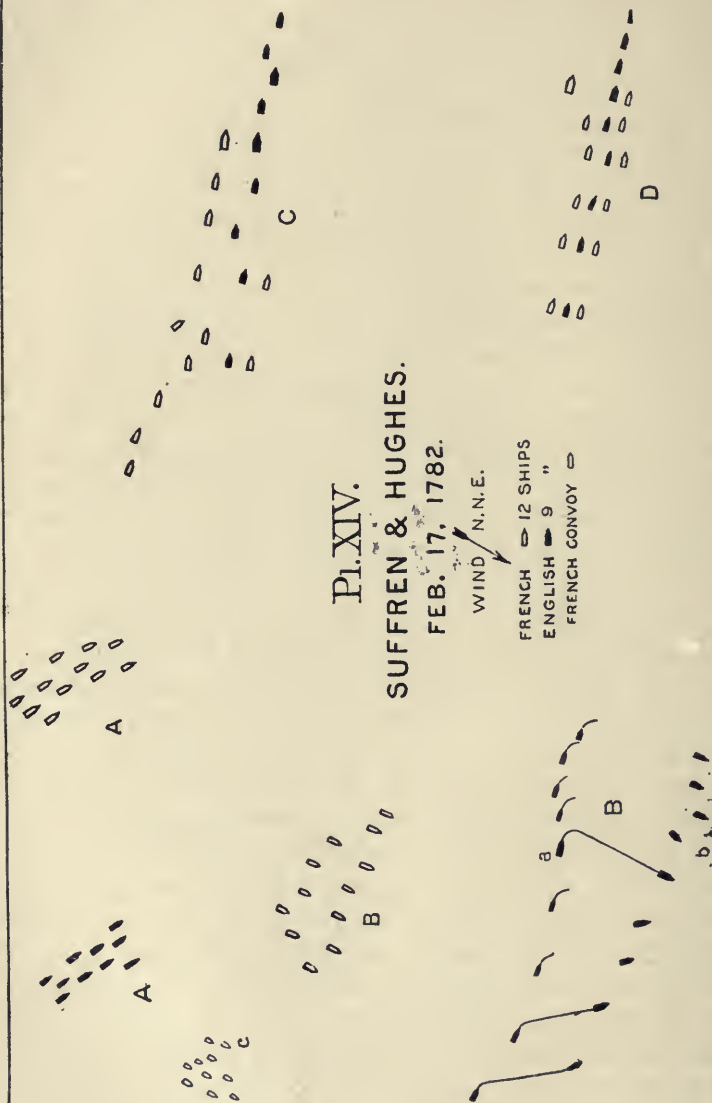 Pl.XIV.
SUFFREN & HUGHES.
FEB. 17, 1782.
WIND N.N.E.
FRENCH 12 SHIPS
ENGLISH 9 "
FRENCH CONVOY
A
A
B
c
a
B
b
C
D